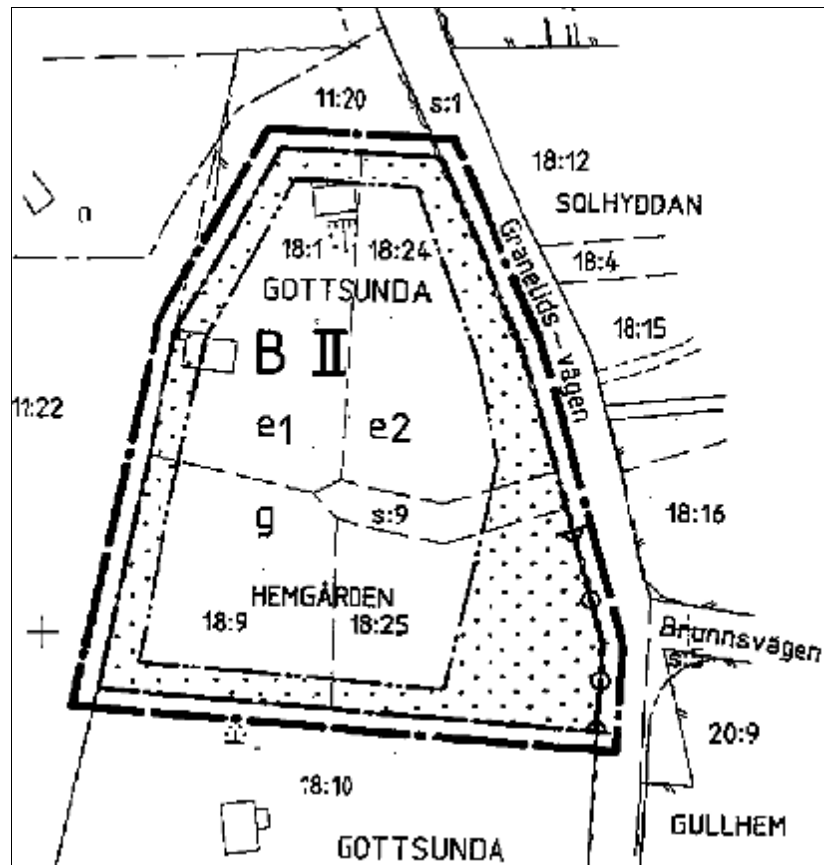 11:20
s:1
18:12
SOLHYDDAN
18:1
18:24
Granelids-vägen
18:4
GOTTSUNDA
18:15
B II
11:22
e1
e2
g
s:9
18:16
HEMGÅRDEN
18:9
18:25
Brunnsvägen
20:9
18:10
GULLHEM
GOTTSUNDA